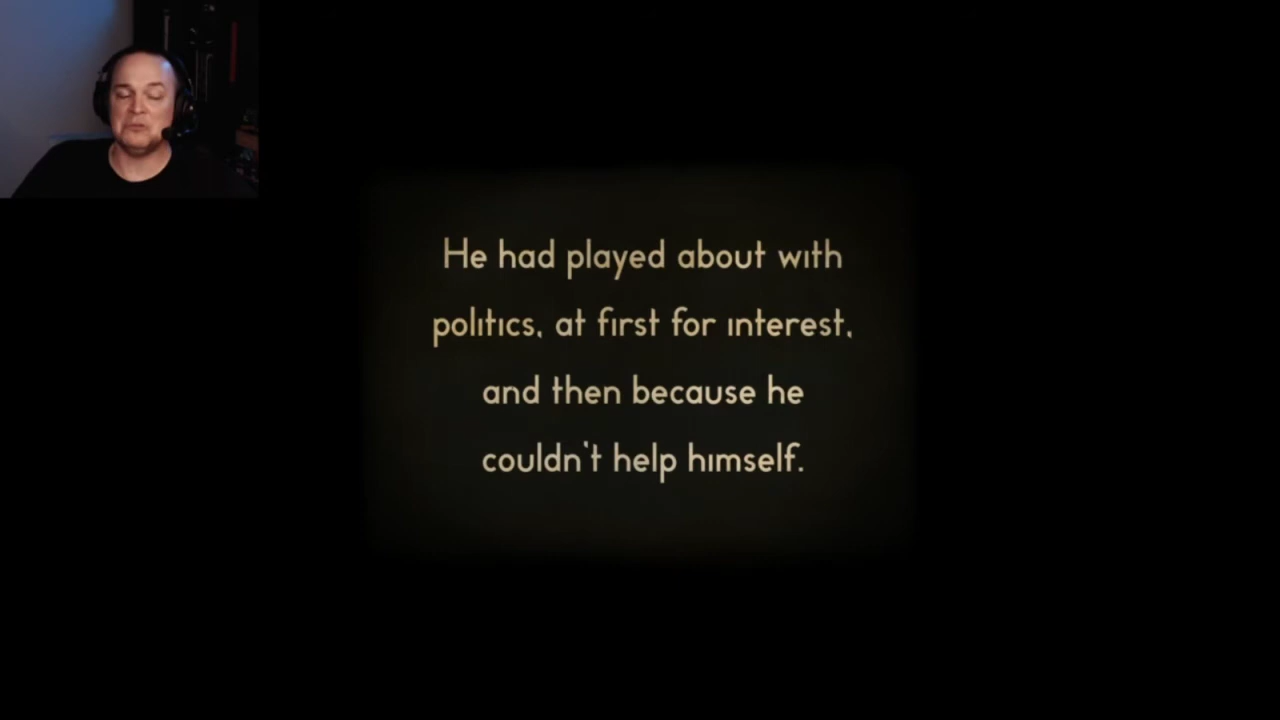 He had played about with
politics, at first for interest,
and then because he
couldn't help himself.